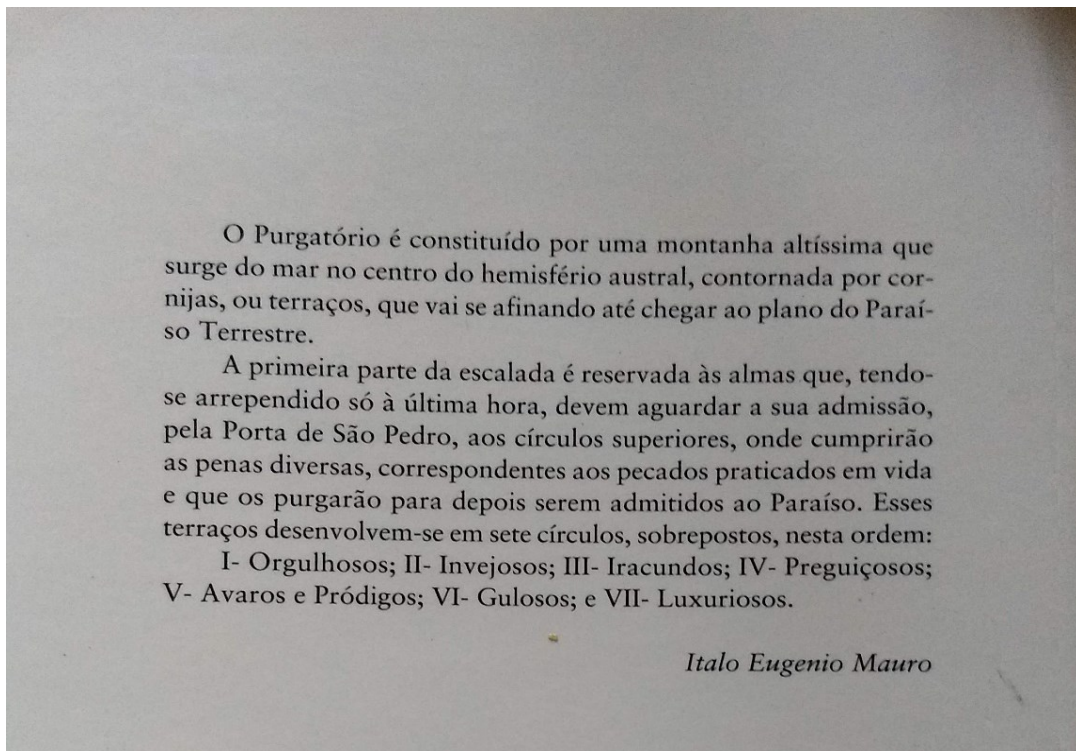 O Purgatório é constituído por uma montanha altíssima que
surge do mar no centro do hemisfério austral, contornada por cor-
nijas, ou terraços, que vai se afinando até chegar ao plano do Paraí-
so Terrestre.
A primeira parte da escalada é reservada às almas que, tendo-
se arrependido só à última hora, devem aguardar a sua admissão,
pela Porta de São Pedro, aos círculos superiores, onde cumprirão
as penas diversas, correspondentes aos pecados praticados em vida
e que os purgarão para depois serem admitidos ao Paraíso. Esses
terraços desenvolvem-se em sete círculos, sobrepostos, nesta ordem:
I- Orgulhosos; II- Invejosos; III- Iracundos; IV- Preguiçosos;
V- Avaros e Pródigos; VI- Gulosos; e VII- Luxuriosos.
Italo Eugenio Mauro